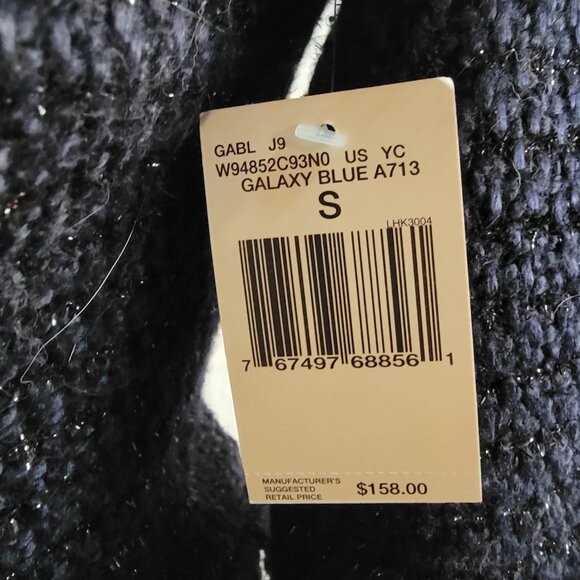 GABL J9
W94852C93N0 US YC
GALAXY BLUE A713
S
LHK3004
7 67497 68856 1
MANUFACTURER'S
SUGGESTED
RETAIL PRICE
$158.00